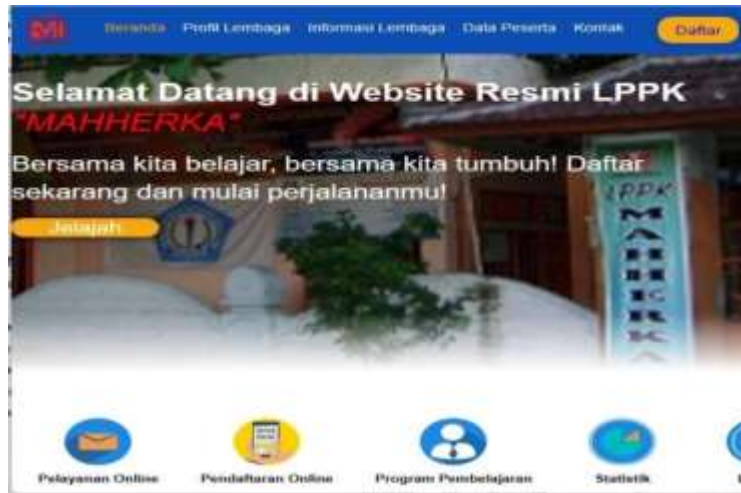 Beranda Profil Lembaga Informasi Lembaga Data Peserta Kontak Daftar
Selamat Datang di Website Resmi LPPK
"MAHHERKA"
Bersama kita belajar, bersama kita tumbuh! Daftar
sekarang dan mulai perjalananmu!
Jelajah
LPPK
MAHHERKA
Pelayanan Online Pendaftaran Online Program Pembelajaran Statistik